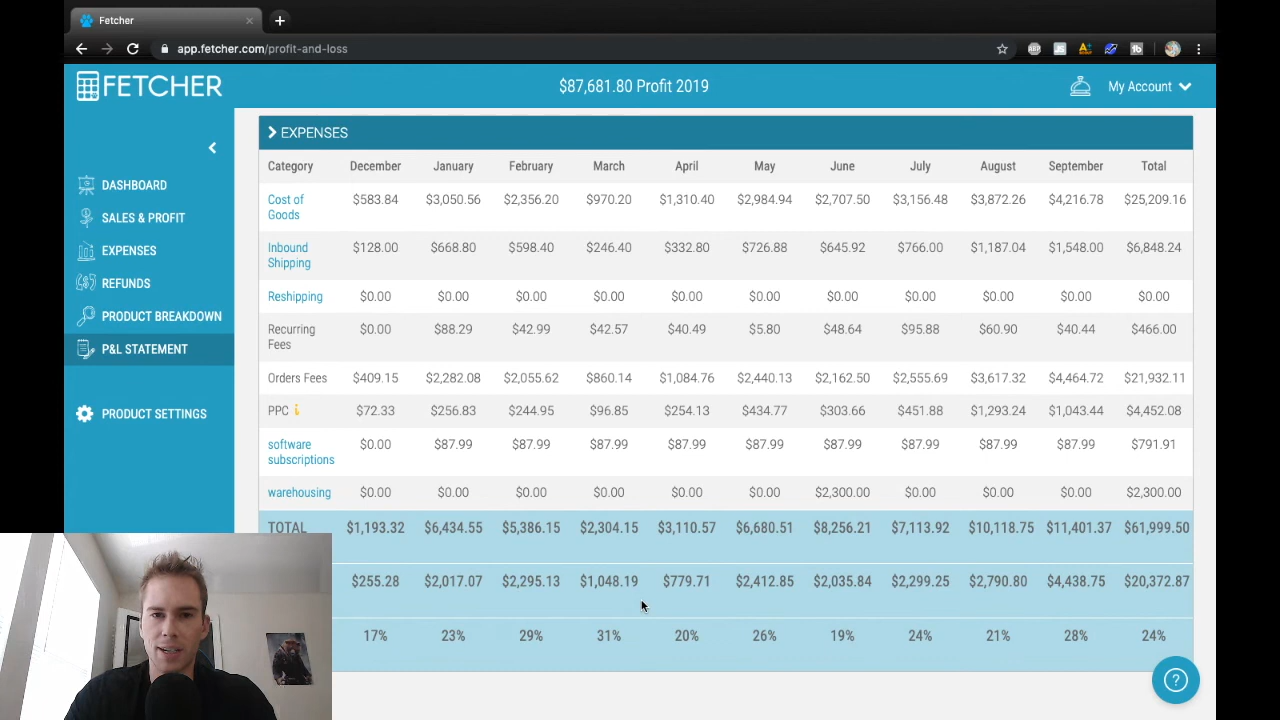 Fetcher
app.fetcher.com/profit-and-loss
FETCHER
$87,681.80 Profit 2019
My Account
DASHBOARD
SALES & PROFIT
EXPENSES
REFUNDS
PRODUCT BREAKDOWN
P&L STATEMENT
PRODUCT SETTINGS
EXPENSES
Category December January February March April May June July August September Total
Cost of
Goods $583.84 $3,050.56 $2,356.20 $970.20 $1,310.40 $2,984.94 $2,707.50 $3,156.48 $3,872.26 $4,216.78 $25,209.16
Inbound
Shipping $128.00 $668.80 $598.40 $246.40 $332.80 $726.88 $645.92 $766.00 $1,187.04 $1,548.00 $6,848.24
Reshipping $0.00 $0.00 $0.00 $0.00 $0.00 $0.00 $0.00 $0.00 $0.00 $0.00 $0.00
Recurring
Fees $0.00 $88.29 $42.99 $42.57 $40.49 $5.80 $48.64 $95.88 $60.90 $40.44 $466.00
Orders Fees $409.15 $2,282.08 $2,055.62 $860.14 $1,084.76 $2,440.13 $2,162.50 $2,555.69 $3,617.32 $4,464.72 $21,932.11
PPC $72.33 $256.83 $244.95 $96.85 $254.13 $434.77 $303.66 $451.88 $1,293.24 $1,043.44 $4,452.08
software
subscriptions $0.00 $87.99 $87.99 $87.99 $87.99 $87.99 $87.99 $87.99 $87.99 $87.99 $791.91
warehousing $0.00 $0.00 $0.00 $0.00 $0.00 $0.00 $2,300.00 $0.00 $0.00 $0.00 $2,300.00
TOTAL $1,193.32 $6,434.55 $5,386.15 $2,304.15 $3,110.57 $6,680.51 $8,256.21 $7,113.92 $10,118.75 $11,401.37 $61,999.50
$255.28 $2,017.07 $2,295.13 $1,048.19 $779.71 $2,412.85 $2,035.84 $2,299.25 $2,790.80 $4,438.75 $20,372.87
17% 23% 29% 31% 20% 26% 19% 24% 21% 28% 24%
?